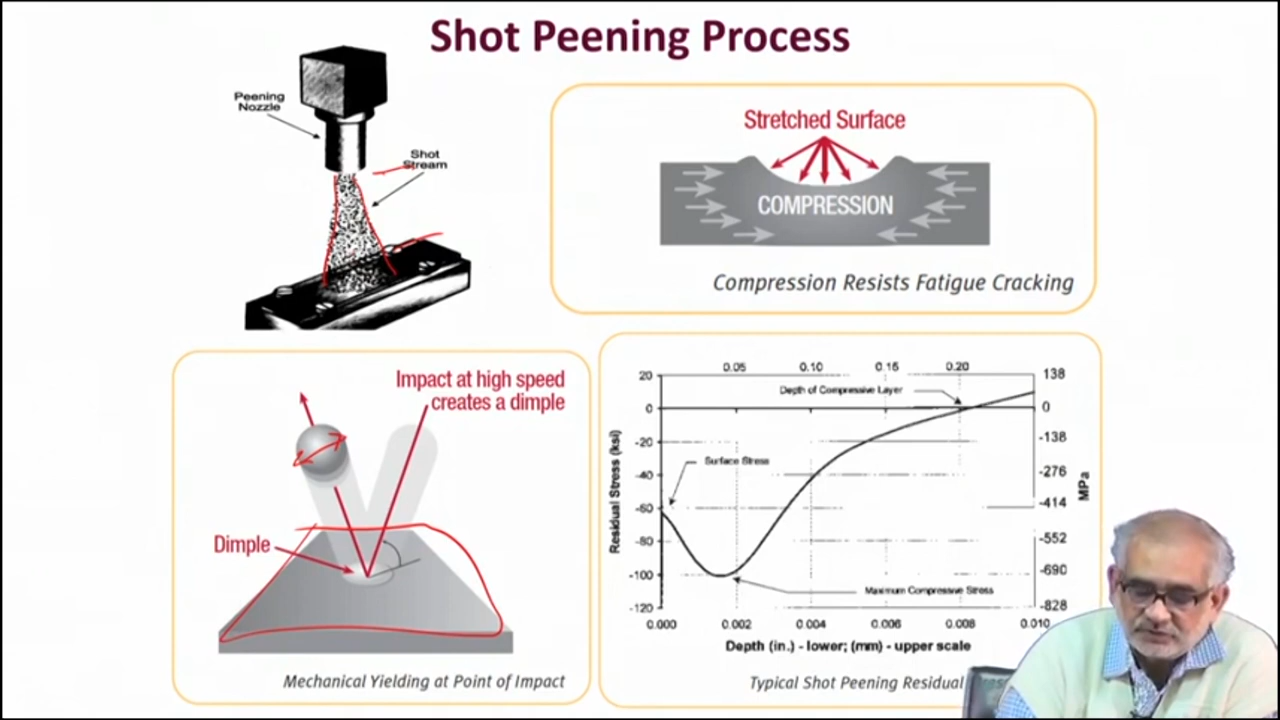 Shot Peening Process
Peening
Nozzle
Shot
Stream
Stretched Surface
COMPRESSION
Compression Resists Fatigue Cracking
Impact at high speed
creates a dimple
Dimple
Mechanical Yielding at Point of Impact
0.05 0.10 0.15 0.20
20 138
Depth of Compressive Layer
0 0
-20 -138
Surface Stress
-40 -276
-60 -414
-80 -552
-100 -690
Maximum Compressive Stress
-120 -828
Residual Stress (ksi)
MPa
0.000 0.002 0.004 0.006 0.008 0.010
Depth (in.) - lower; (mm) - upper scale
Typical Shot Peening Residual